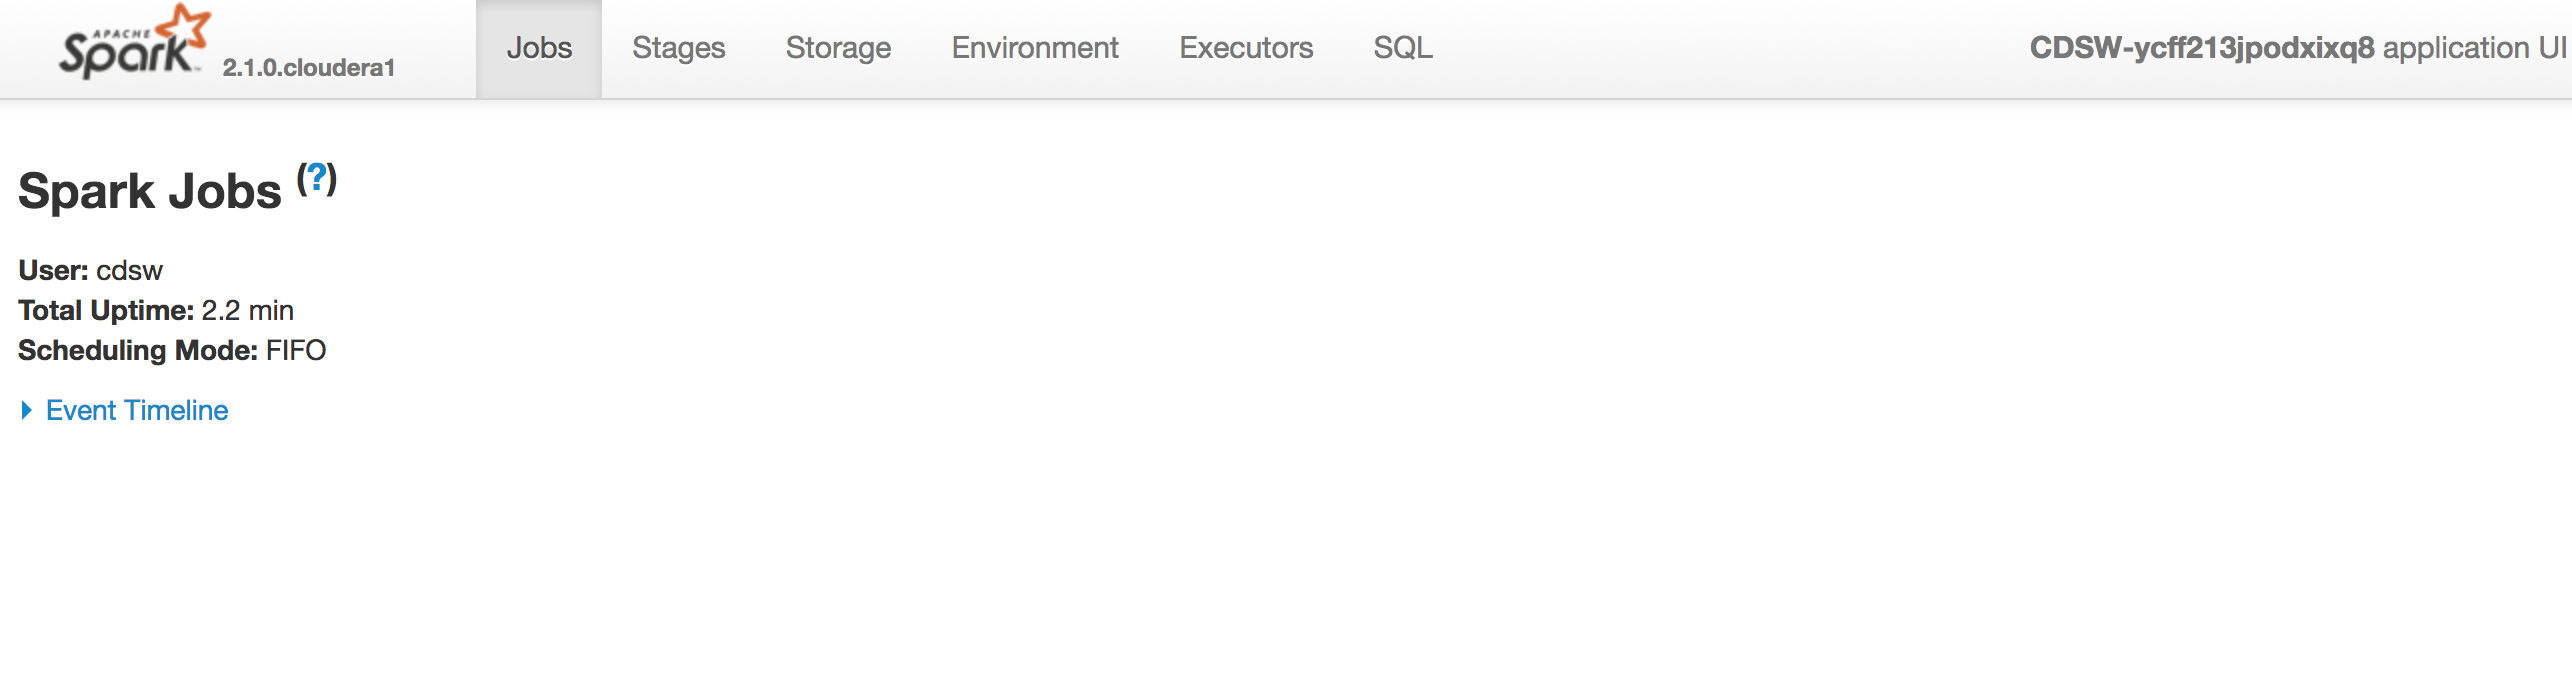 APACHE
Spark™ 2.1.0.cloudera1 Jobs Stages Storage Environment Executors SQL CDSW-ycff213jpodxixq8 application UI
Spark Jobs (?)
User: cdsw
Total Uptime: 2.2 min
Scheduling Mode: FIFO
Event Timeline